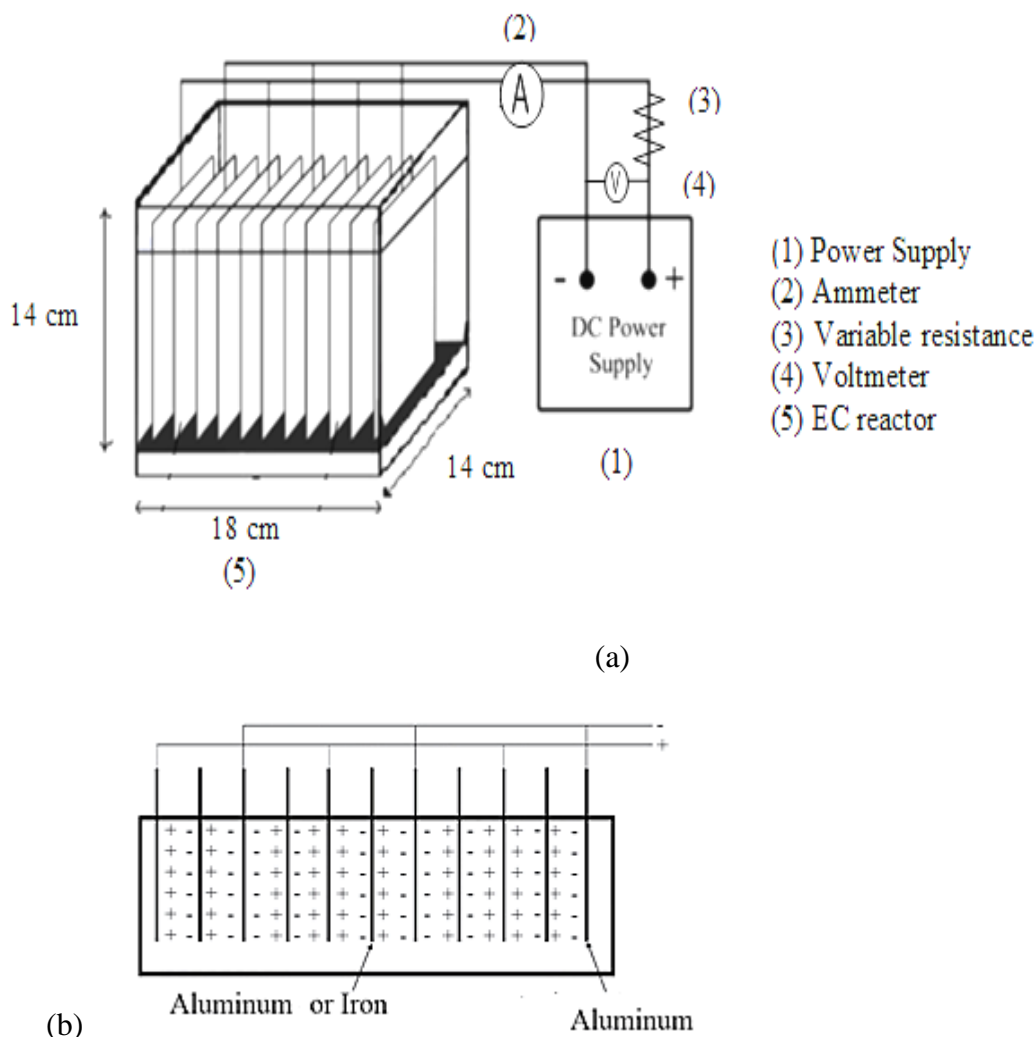 (2)
A
(3)
V
(4)
- +
DC Power
Supply
(1)
14 cm
14 cm
18 cm
(5)
(1) Power Supply
(2) Ammeter
(3) Variable resistance
(4) Voltmeter
(5) EC reactor
(a)
-
+
+ - + - - + + - - + + - + - - + + - + -
+ - + - - + + - - + + - + - - + + - + -
+ - + - - + + - - + + - + - - + + - + -
+ - + - - + + - - + + - + - - + + - + -
+ - + - - + + - - + + - + - - + + - + -
+ - + - - + + - - + + - + - - + + - + -
Aluminum or Iron
Aluminum
(b)